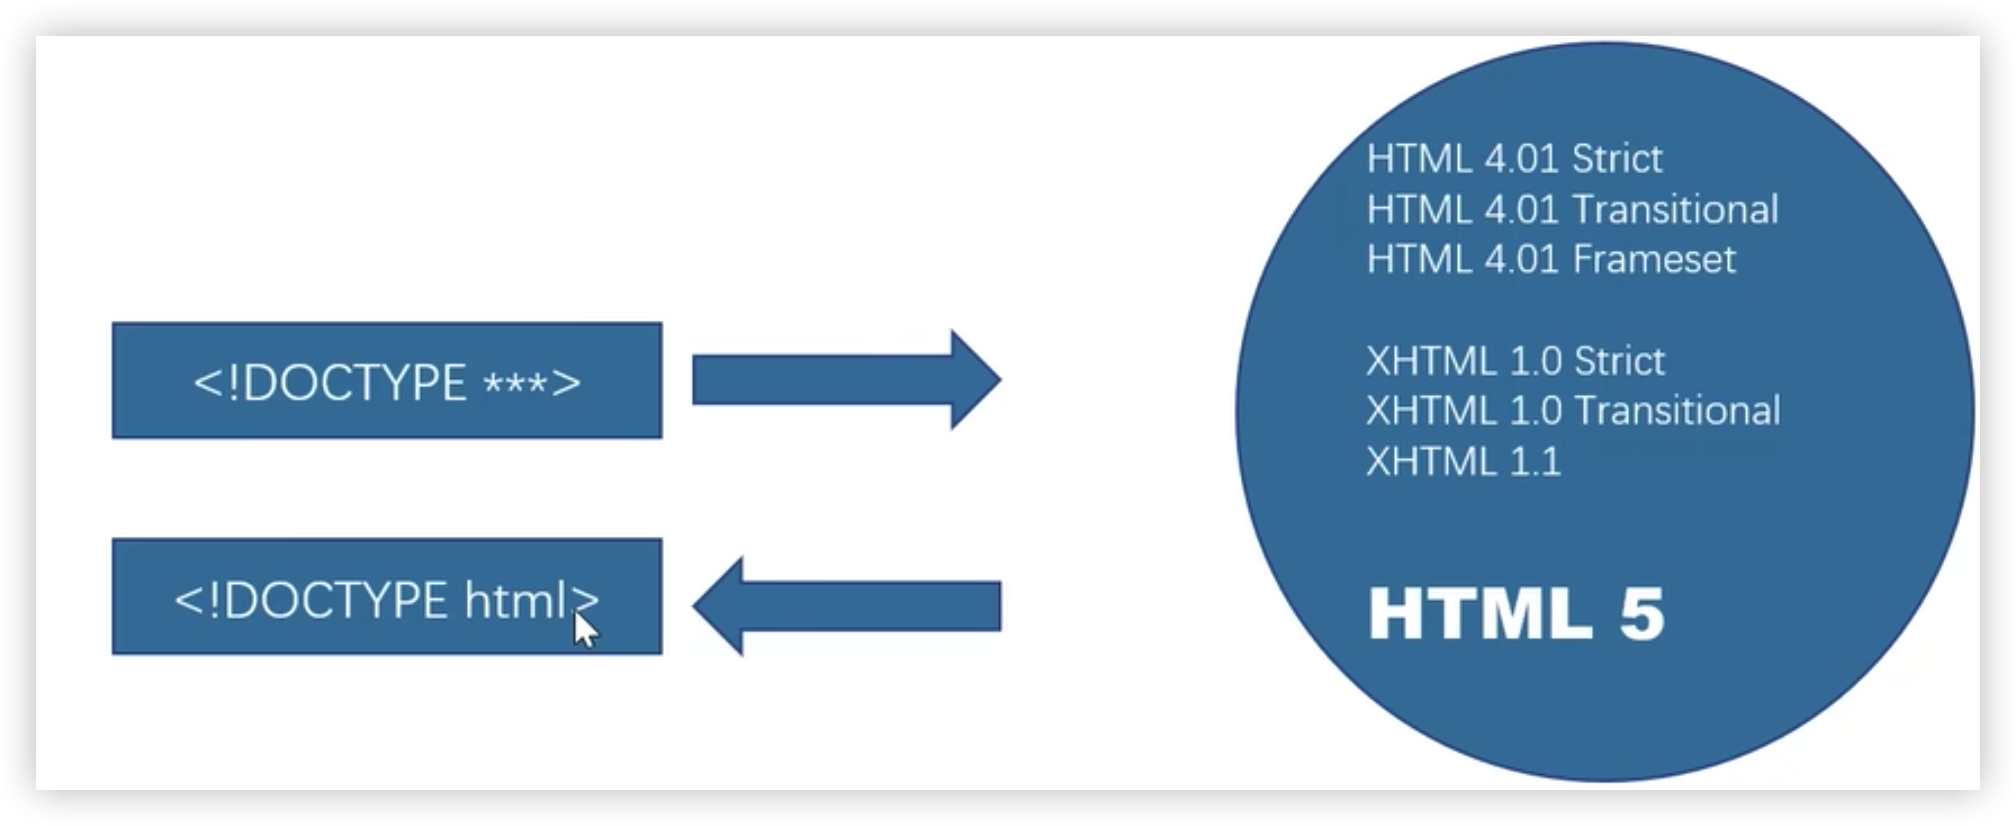 <!DOCTYPE ***>
<!DOCTYPE html>
HTML 4.01 Strict
HTML 4.01 Transitional
HTML 4.01 Frameset
XHTML 1.0 Strict
XHTML 1.0 Transitional
XHTML 1.1
HTML 5